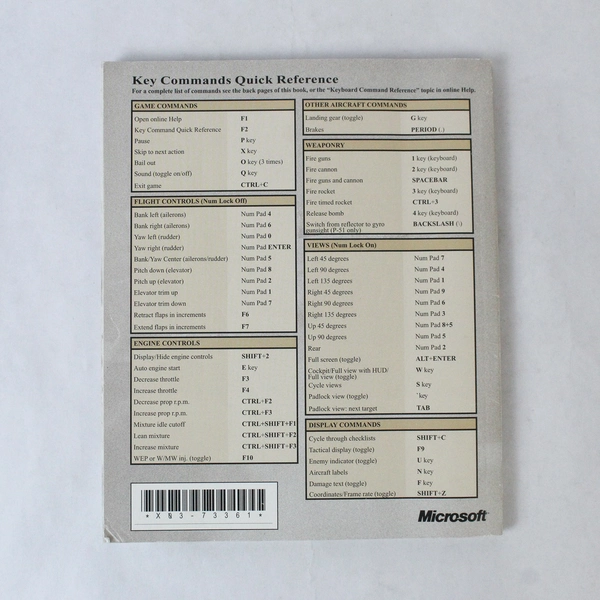 Key Commands Quick Reference
For a complete list of commands see the back pages of this book, or the "Keyboard Command Reference" topic in online Help.
GAME COMMANDS
Open online Help F1
Key Command Quick Reference F2
Pause P key
Skip to next action X key
Bail out O key (3 times)
Sound (toggle on/off) Q key
Exit game CTRL+C
FLIGHT CONTROLS (Num Lock Off)
Bank left (ailerons) Num Pad 4
Bank right (ailerons) Num Pad 6
Yaw left (rudder) Num Pad 0
Yaw right (rudder) Num Pad ENTER
Bank/Yaw Center (ailerons/rudder) Num Pad 5
Pitch down (elevator) Num Pad 8
Pitch up (elevator) Num Pad 2
Elevator trim up Num Pad 1
Elevator trim down Num Pad 7
Retract flaps in increments F6
Extend flaps in increments F7
ENGINE CONTROLS
Display/Hide engine controls SHIFT+2
Auto engine start E key
Decrease throttle F3
Increase throttle F4
Decrease prop r.p.m. CTRL+F2
Increase prop r.p.m. CTRL+F3
Mixture idle cutoff CTRL+SHIFT+F1
Lean mixture CTRL+SHIFT+F2
Increase mixture CTRL+SHIFT+F3
WEP or W/MW inj. (toggle) F10
OTHER AIRCRAFT COMMANDS
Landing gear (toggle) G key
Brakes PERIOD (.)
WEAPONRY
Fire guns 1 key (keyboard)
Fire cannon 2 key (keyboard)
Fire guns and cannon SPACEBAR
Fire rocket 3 key (keyboard)
Fire timed rocket CTRL+3
Release bomb 4 key (keyboard)
Switch from reflector to gyro BACKSLASH (\)
gunsight (P-51 only)
VIEWS (Num Lock On)
Left 45 degrees Num Pad 7
Left 90 degrees Num Pad 4
Left 135 degrees Num Pad 1
Right 45 degrees Num Pad 9
Right 90 degrees Num Pad 6
Right 135 degrees Num Pad 3
Up 45 degrees Num Pad 8+5
Up 90 degrees Num Pad 5
Rear Num Pad 2
Full screen (toggle) ALT+ENTER
Cockpit/Full view with HUD/ W key
Full view (toggle)
Cycle views S key
Padlock view (toggle) ` key
Padlock view: next target TAB
DISPLAY COMMANDS
Cycle through checklists SHIFT+C
Tactical display (toggle) F9
Enemy indicator (toggle) U key
Aircraft labels N key
Damage text (toggle) F key
Coordinates/Frame rate (toggle) SHIFT+Z
*XN3-73361*
Microsoft